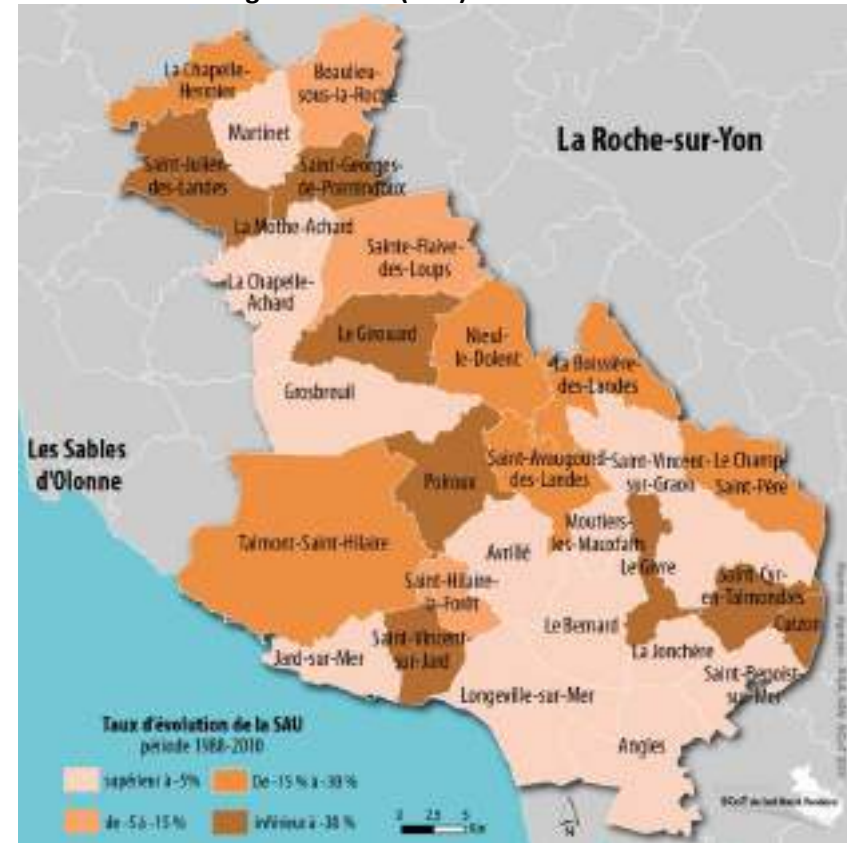 La Chapelle-
Hermier
Beaulieu-
sous-la-Roche
Martinet
La Roche-sur-Yon
Saint-Julien-
des-Landes
Saint-Georges-
de-Pointindoux
La Mothe-Achard
Sainte-Flaive-
des-Loups
La Chapelle-
Achard
Le Girouard
Nieul-
le-Dolent
La Boissière-
des-Landes
Grosbreuil
Les Sables
d'Olonne
Poiroux
Saint-Avaugourd-
des-Landes
Saint-Vincent-
sur-Graon
Le Champ-
Saint-Père
Talmont-Saint-Hilaire
Avrillé
Moutiers-
les-Mauxfaits
Le Givre
Saint-Cyr-
en-Talmondais
Saint-Hilaire-
la-Forêt
Curzon
Le Bernard
La Jonchère
Jard-sur-Mer
Saint-Vincent-
sur-Jard
Saint-Benoist-
sur-Mer
Longeville-sur-Mer
Angles
Taux d'évolution de la SAU
période 1988-2010
supérieur à -5%
De -15 % à -30 %
de -5 à -15 %
inférieur à -30 %
0 2,5 5
Km
N